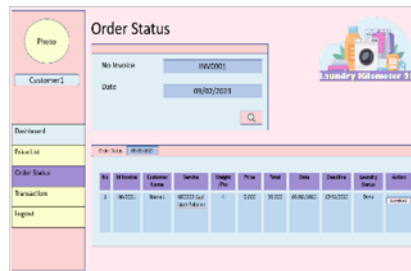 Order Status
Photo
Customer1
No Invoice
INV0001
Date
09/02/2023
Laundry Kilometer
Dashboard
Price List
Order Status
Transaction
Logout
Order Status
No
Id Invoice
Customer Name
Service
Weight /Pcs
Price
Total
Date
Deadline
Laundry Status
Action
1
Done